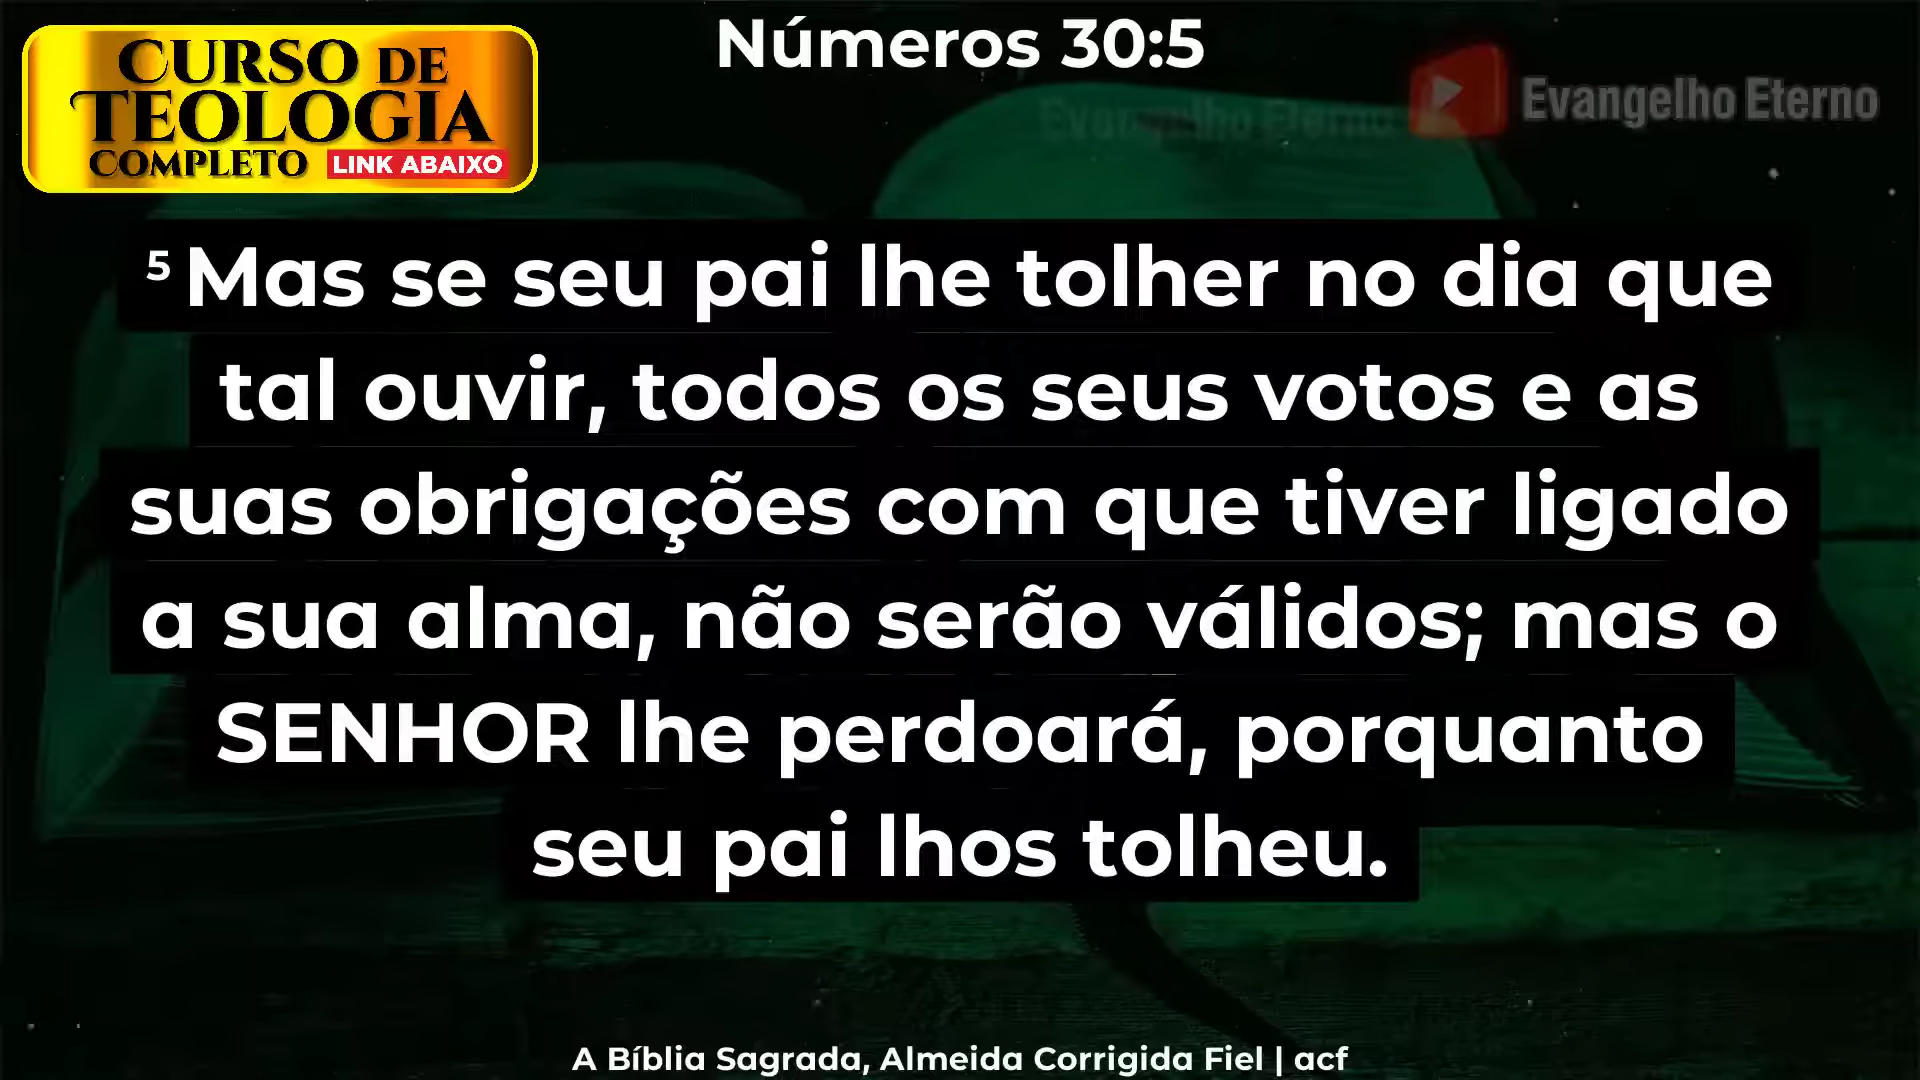 Números 30:5
CURSO DE
TEOLOGIA
COMPLETO LINK ABAIXO
Evangelho Eterno
Evangelho Eterno
5 Mas se seu pai lhe tolher no dia que
tal ouvir, todos os seus votos e as
suas obrigações com que tiver ligado
a sua alma, não serão válidos; mas o
SENHOR lhe perdoará, porquanto
seu pai lhos tolheu.
A Bíblia Sagrada, Almeida Corrigida Fiel | acf